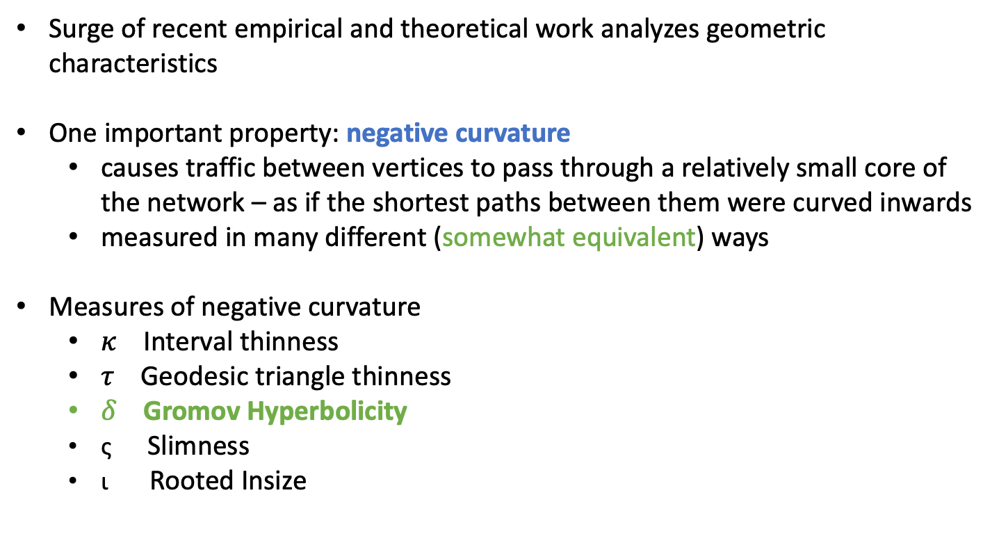 • Surge of recent empirical and theoretical work analyzes geometric
characteristics
• One important property: negative curvature
• causes traffic between vertices to pass through a relatively small core of
the network – as if the shortest paths between them were curved inwards
• measured in many different (somewhat equivalent) ways
• Measures of negative curvature
• κ Interval thinness
• τ Geodesic triangle thinness
• δ Gromov Hyperbolicity
• ς Slimness
• ι Rooted Insize